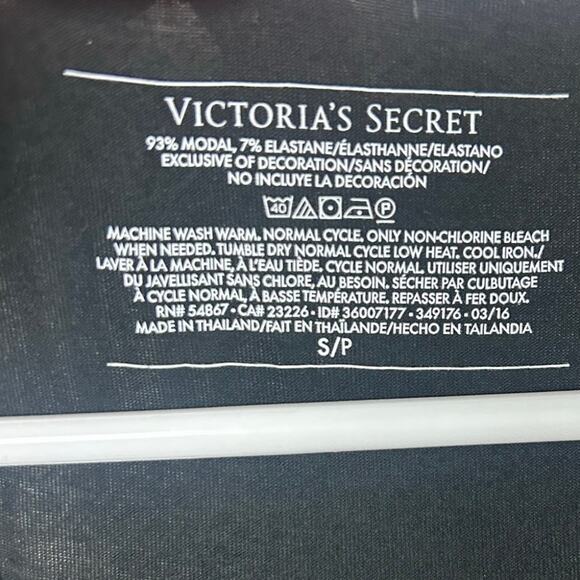 VICTORIA'S SECRET
93% MODAL, 7% ELASTANE/ÉLASTHANNE/ELASTANO
EXCLUSIVE OF DECORATION/SANS DÉCORATION/
NO INCLUYE LA DECORACIÓN
40 P
MACHINE WASH WARM. NORMAL CYCLE. ONLY NON-CHLORINE BLEACH
WHEN NEEDED. TUMBLE DRY NORMAL CYCLE LOW HEAT. COOL IRON./
LAVER À LA MACHINE, À L'EAU TIÈDE, CYCLE NORMAL. UTILISER UNIQUEMENT
DU JAVELLISANT SANS CHLORE, AU BESOIN. SÉCHER PAR CULBUTAGE
À CYCLE NORMAL, À BASSE TEMPÉRATURE. REPASSER À FER DOUX.
RN# 54867 • CA# 23226 • ID# 36007177 • 349176 • 03/16
MADE IN THAILAND/FAIT EN THAÏLANDE/HECHO EN TAILANDIA
S/P